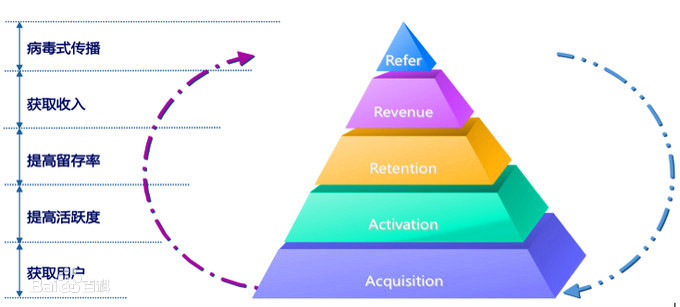 病毒式传播
Refer
获取收入
Revenue
提高留存率
Retention
提高活跃度
Activation
获取用户
Acquisition
Baidu百科